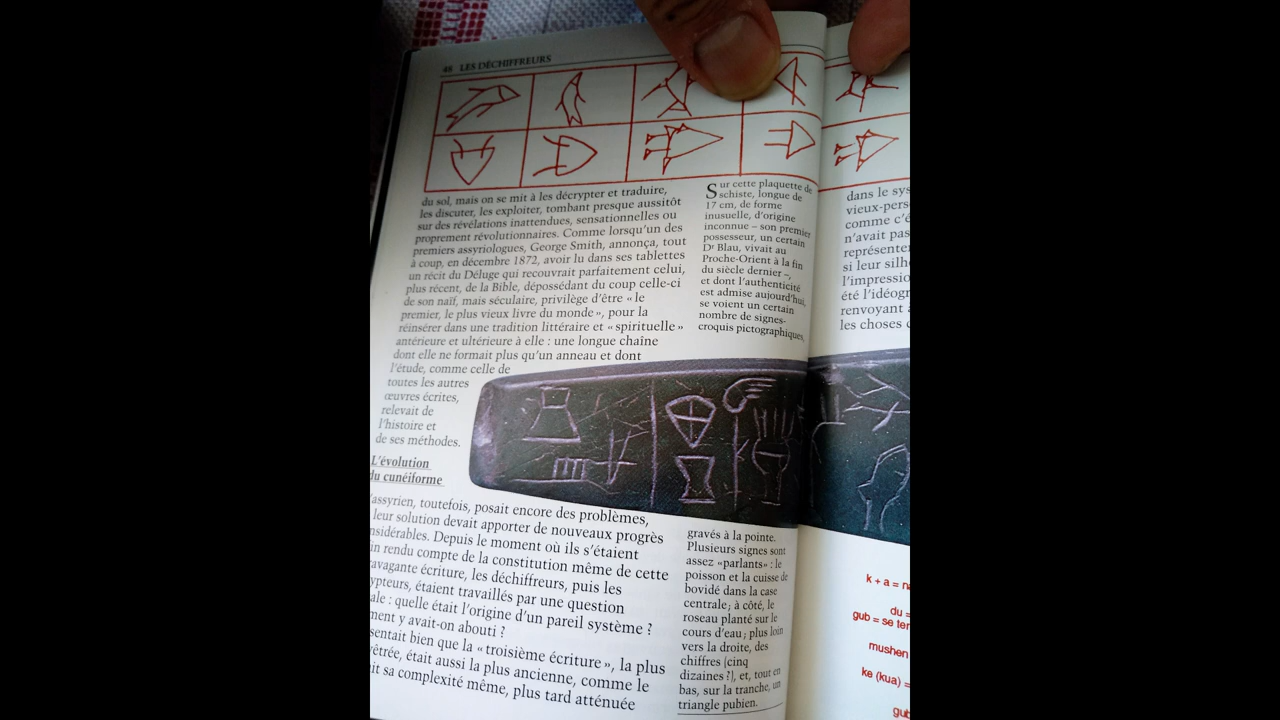 48 LES DÉCHIFFREURS
du sol, mais on se mit à les décrypter et traduire,
les discuter, les exploiter, tombant presque aussitôt
sur des révélations inattendues, sensationnelles ou
proprement révolutionnaires. Comme lorsqu'un des
premiers assyriologues, George Smith, annonça, tout
à coup, en décembre 1872, avoir lu dans ses tablettes
un récit du Déluge qui recouvrait parfaitement celui,
plus récent, de la Bible, dépossédant du coup celle-ci
de son naïf, mais séculaire, privilège d'être « le
premier, le plus vieux livre du monde », pour la
réinsérer dans une tradition littéraire et « spirituelle »
antérieure et ultérieure à elle : une longue chaîne
dont elle ne formait plus qu'un anneau et dont
l'étude, comme celle de
toutes les autres
œuvres écrites,
relevait de
l'histoire et
de ses méthodes.
L'évolution
du cunéiforme
l'assyrien, toutefois, posait encore des problèmes,
leur solution devait apporter de nouveaux progrès
nsidérables. Depuis le moment où ils s'étaient
in rendu compte de la constitution même de cette
ravagante écriture, les déchiffreurs, puis les
ypteurs, étaient travaillés par une question
ale : quelle était l'origine d'un pareil système ?
ment y avait-on abouti ?
sentait bien que la « troisième écriture », la plus
vêtrée, était aussi la plus ancienne, comme le
it sa complexité même, plus tard atténuée
Sur cette plaquette de
schiste, longue de
17 cm, de forme
inusuelle, d'origine
inconnue – son premier
possesseur, un certain
Dr Blau, vivait au
Proche-Orient à la fin
du siècle dernier –,
et dont l'authenticité
est admise aujourd'hui,
se voient un certain
nombre de signes-
croquis pictographiques,
gravés à la pointe.
Plusieurs signes sont
assez «parlants» : le
poisson et la cuisse de
bovidé dans la case
centrale ; à côté, le
roseau planté sur le
cours d'eau ; plus loin
vers la droite, des
chiffres (cinq
dizaines ?), et, tout en
bas, sur la tranche, un
triangle pubien.
dans le sys
vieux-pers
comme c'é
n'avait pas
représenter
si leur silh
l'impressio
été l'idéogr
renvoyant a
les choses c
k + a = n
du =
gub = se ter
mushen
ke (kua) =
gub